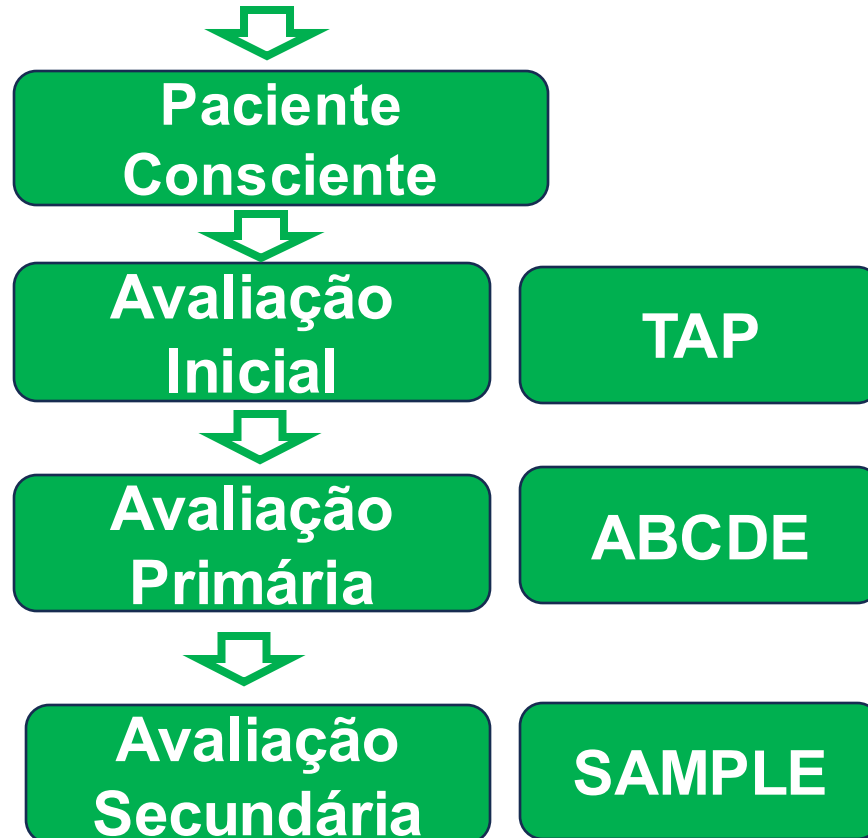 Paciente
Consciente
Avaliação
Inicial
TAP
Avaliação
Primária
ABCDE
Avaliação
Secundária
SAMPLE